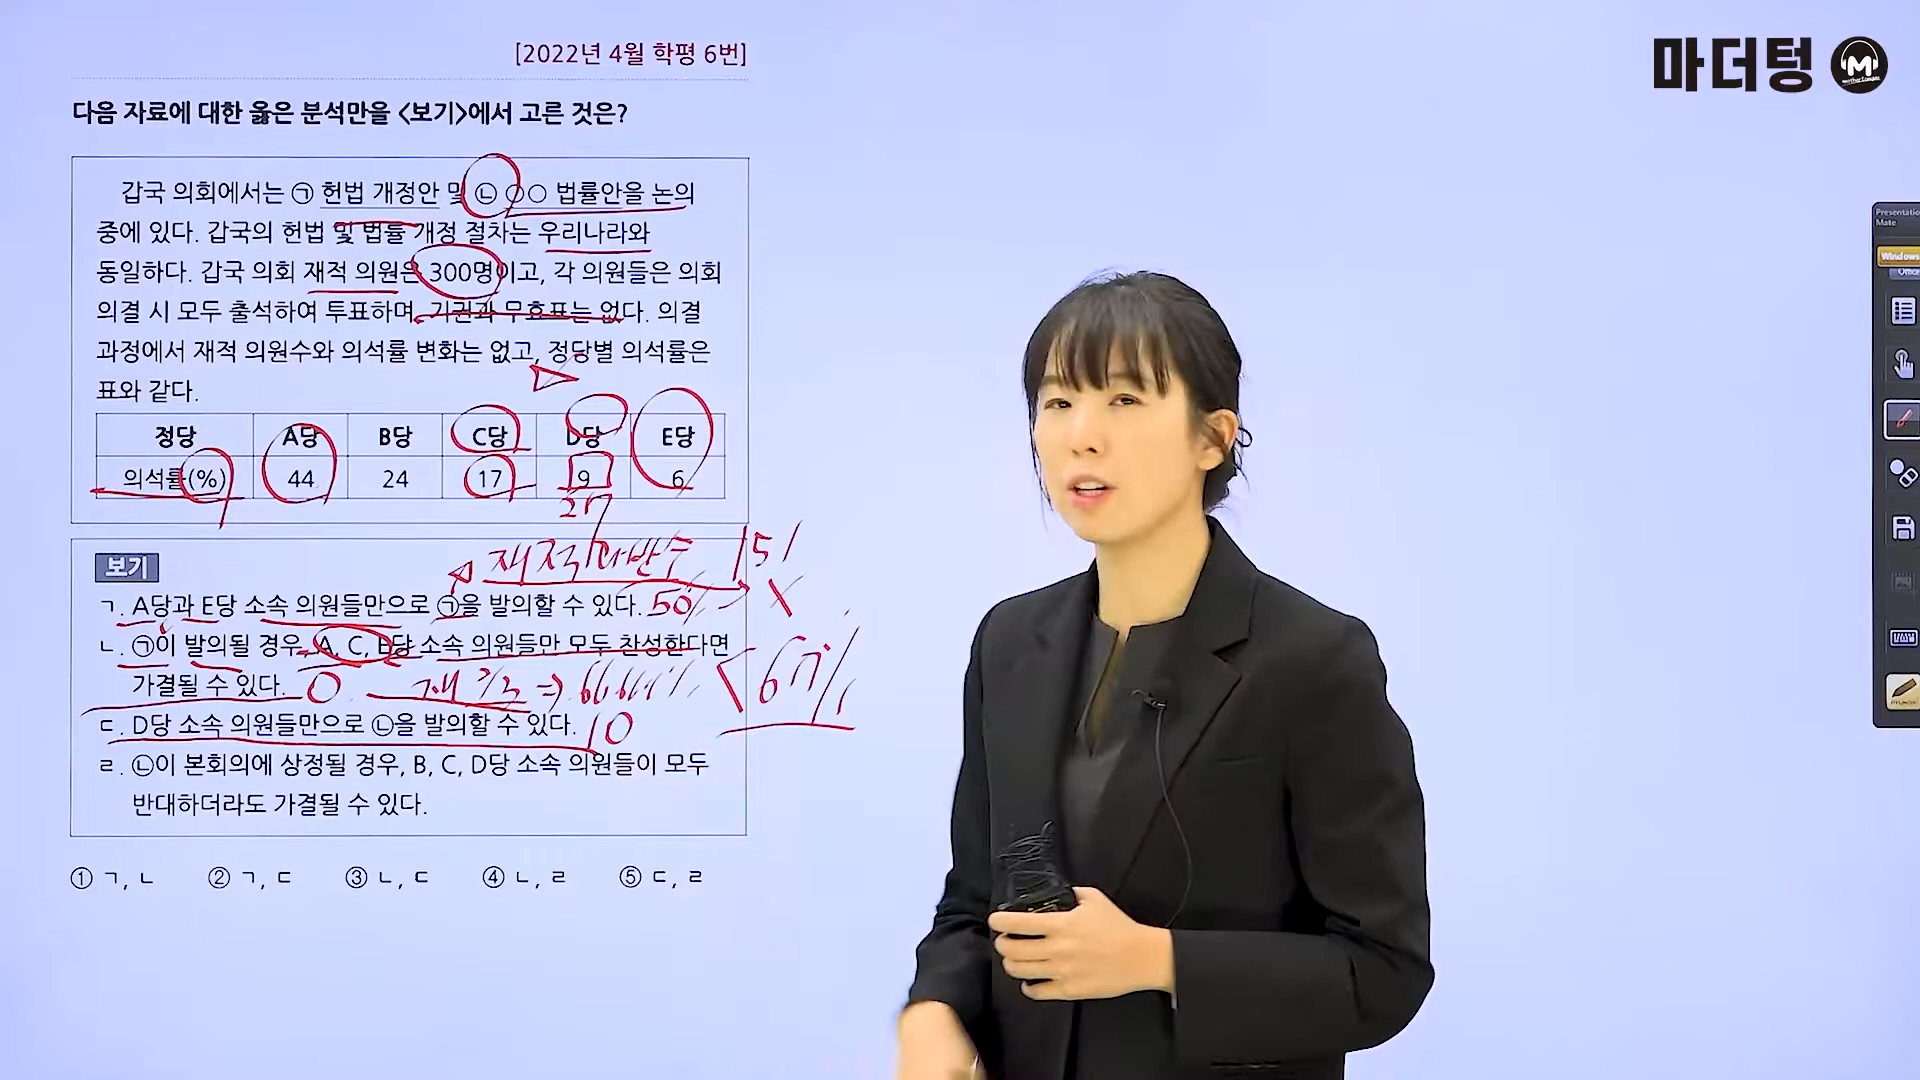 [2022년 4월 학평 6번]
마더텅
다음 자료에 대한 옳은 분석만을 <보기>에서 고른 것은?
갑국 의회에서는 ㉠ 헌법 개정안 및 ㉡ ○○ 법률안을 논의
중에 있다. 갑국의 헌법 및 법률 개정 절차는 우리나라와
동일하다. 갑국 의회 재적 의원은 300명이고, 각 의원들은 의회
의결 시 모두 출석하여 투표하며, 기권과 무효표는 없다. 의결
과정에서 재적 의원수와 의석률 변화는 없고, 정당별 의석률은
표와 같다.
정당 A당 B당 C당 D당 E당
의석률(%) 44 24 17 9 6
27
보기
재적 과반수 151
ㄱ. A당과 E당 소속 의원들만으로 ㉠을 발의할 수 있다. 50% X
ㄴ. ㉠이 발의될 경우, A, C, E당 소속 의원들만 모두 찬성한다면
가결될 수 있다. O 재 2/3 ⇒ 66.666% < 67%
ㄷ. D당 소속 의원들만으로 ㉡을 발의할 수 있다. 10
ㄹ. ㉡이 본회의에 상정될 경우, B, C, D당 소속 의원들이 모두
반대하더라도 가결될 수 있다.
① ㄱ, ㄴ ② ㄱ, ㄷ ③ ㄴ, ㄷ ④ ㄴ, ㄹ ⑤ ㄷ, ㄹ
Presentation
Mate
Windows
Office